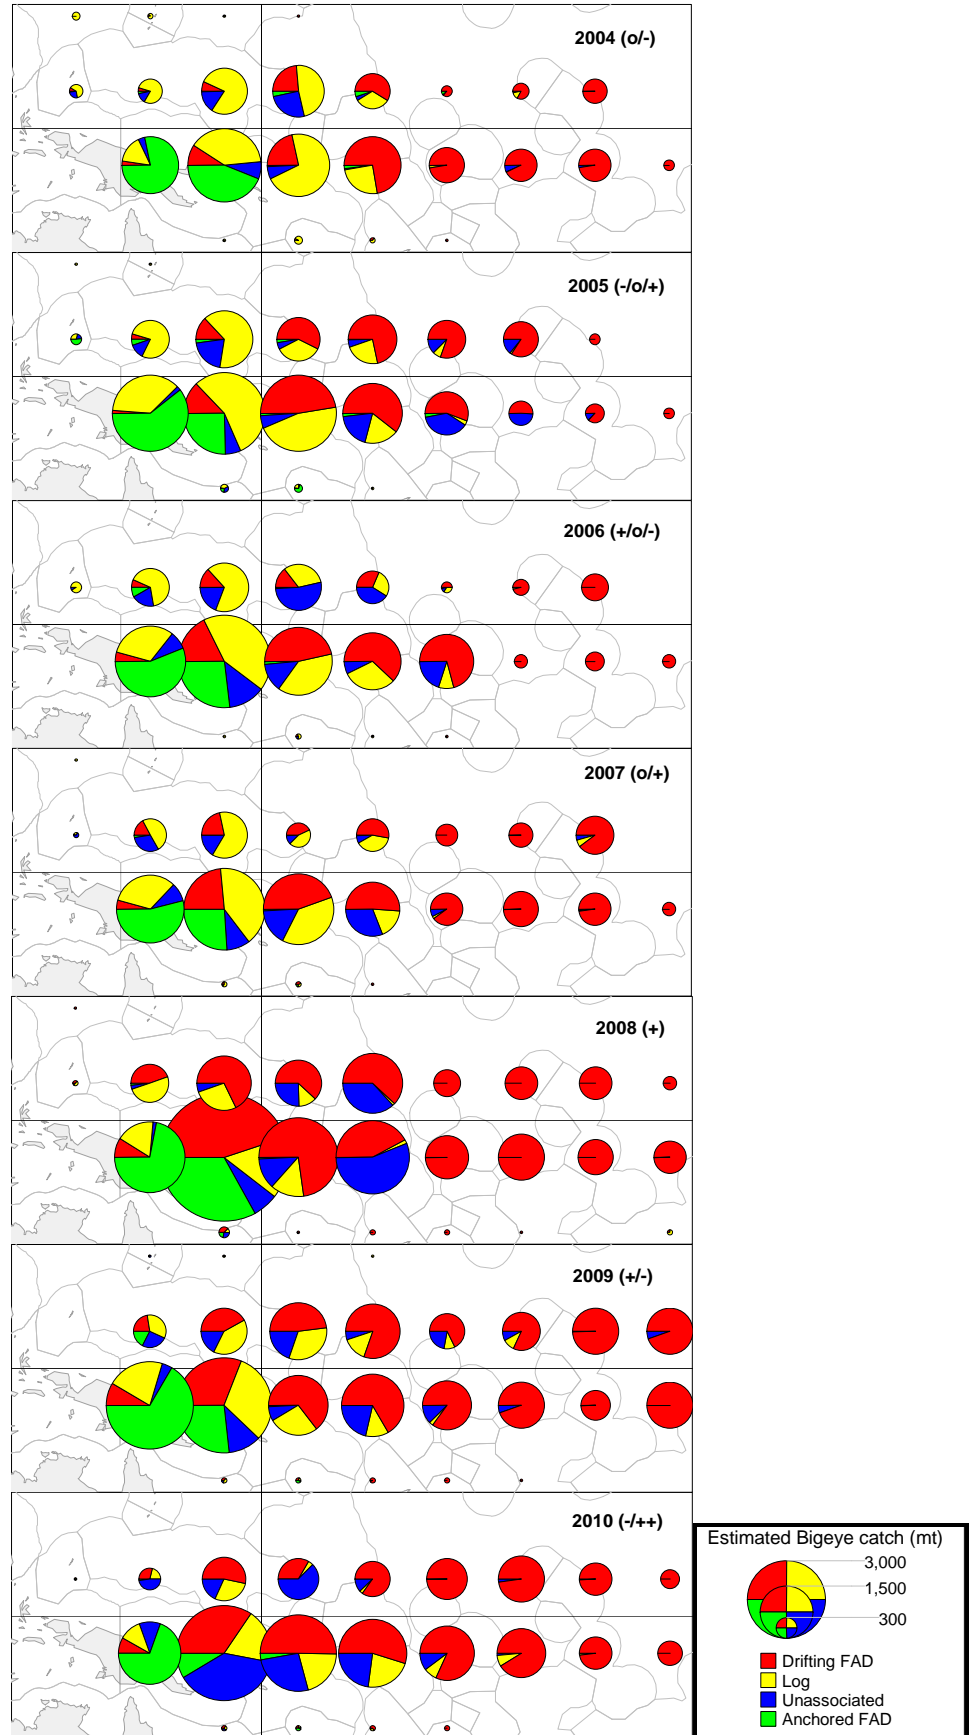 2004 (o/-)
2005 (-/o/+)
2006 (+/o/-)
2007 (o/+)
2008 (+)
2009 (+/-)
2010 (-/++)
Estimated Bigeye catch (mt)
3,000
1,500
300
Drifting FAD
Log
Unassociated
Anchored FAD